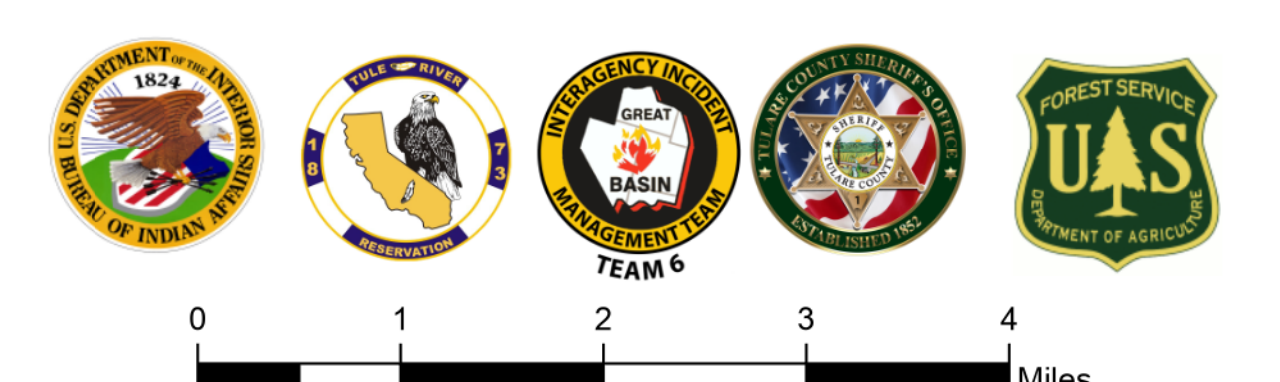 U.S. DEPARTMENT OF THE INTERIOR
1824
BUREAU OF INDIAN AFFAIRS
TULE RIVER
18 73
RESERVATION
INTERAGENCY INCIDENT
GREAT
BASIN
MANAGEMENT TEAM
TEAM 6
TULARE COUNTY SHERIFF'S OFFICE
SHERIFF
TULARE COUNTY
1
ESTABLISHED 1852
FOREST SERVICE
U S
DEPARTMENT OF AGRICULTURE
0 1 2 3 4
Miles